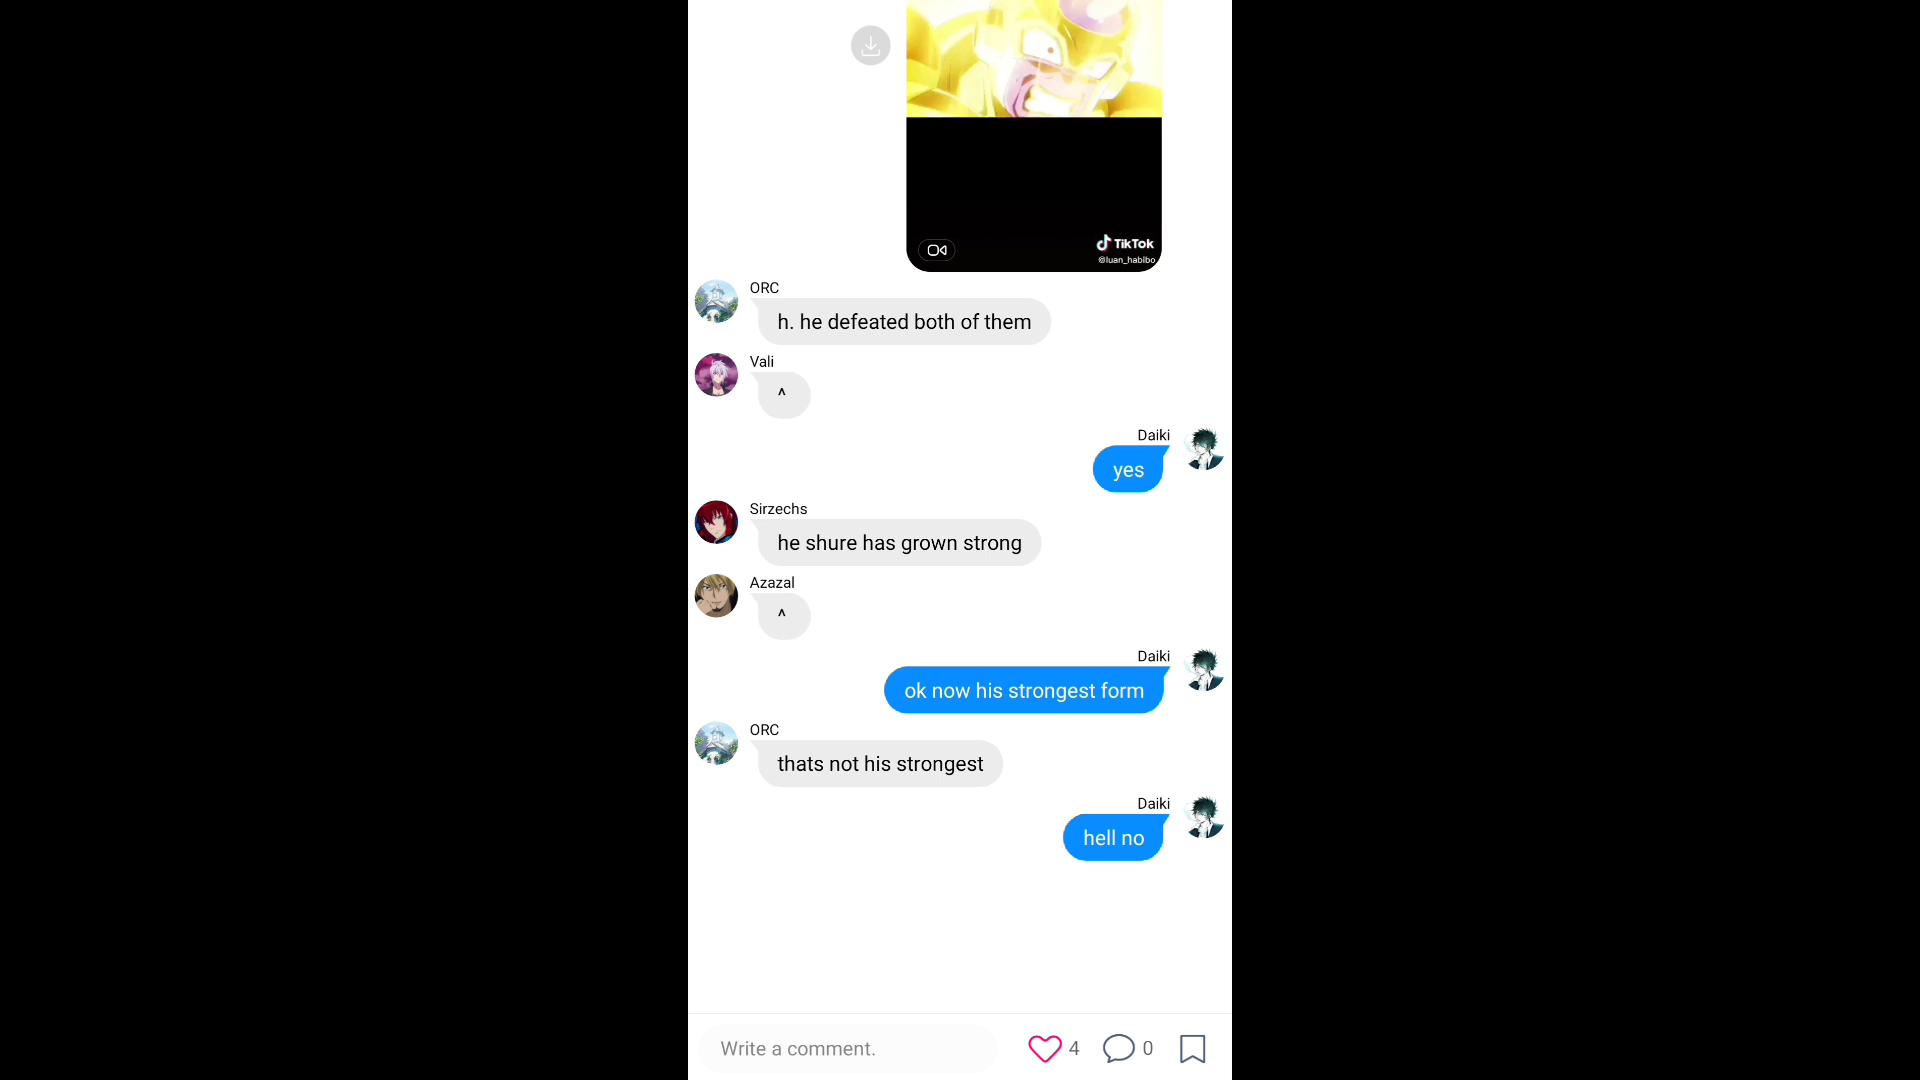 TikTok
@luan_habibo
ORC
h. he defeated both of them
Vali
^
Daiki
yes
Sirzechs
he shure has grown strong
Azazal
^
Daiki
ok now his strongest form
ORC
thats not his strongest
Daiki
hell no
Write a comment.
4
0